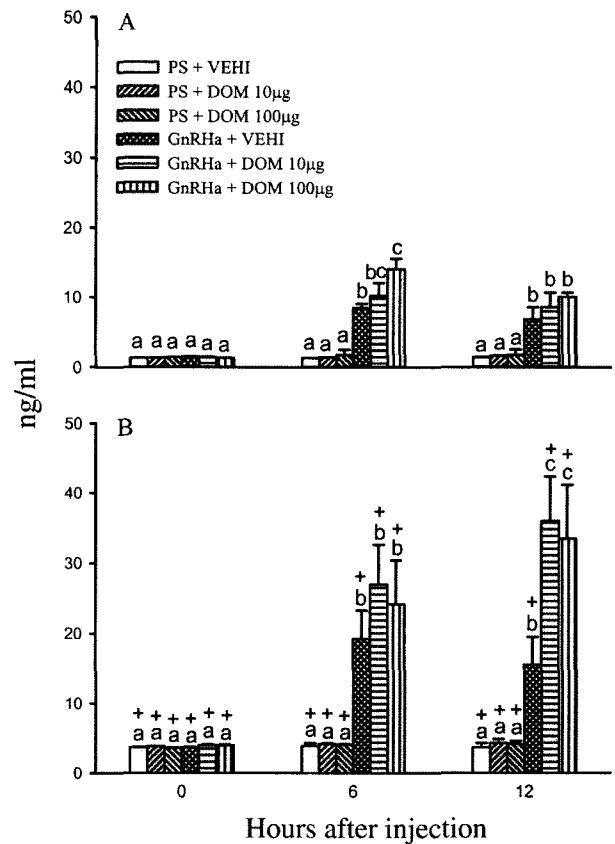 50
A
PS + VEHI
PS + DOM 10µg
40
PS + DOM 100µg
GnRHa + VEHI
30
GnRHa + DOM 10µg
GnRHa + DOM 100µg
20
c
bc
b
b b b
10
a a a a a a
a a a
a a a
0
ng/ml
50
B
+ +
c c
40
+ +
b b
30
+
b
+
b
20
10
+ + + + + +
a a a a a a
+ + +
a a a
+ + +
a a a
0
0 6 12
Hours after injection